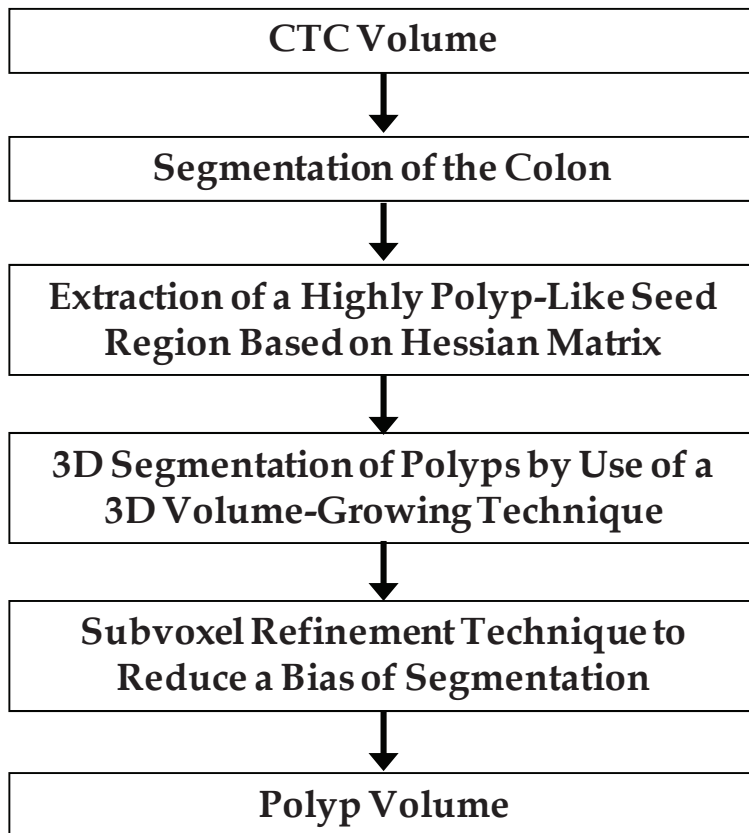 CTC Volume
Segmentation of the Colon
Extraction of a Highly Polyp-Like Seed
Region Based on Hessian Matrix
3D Segmentation of Polyps by Use of a
3D Volume-Growing Technique
Subvoxel Refinement Technique to
Reduce a Bias of Segmentation
Polyp Volume